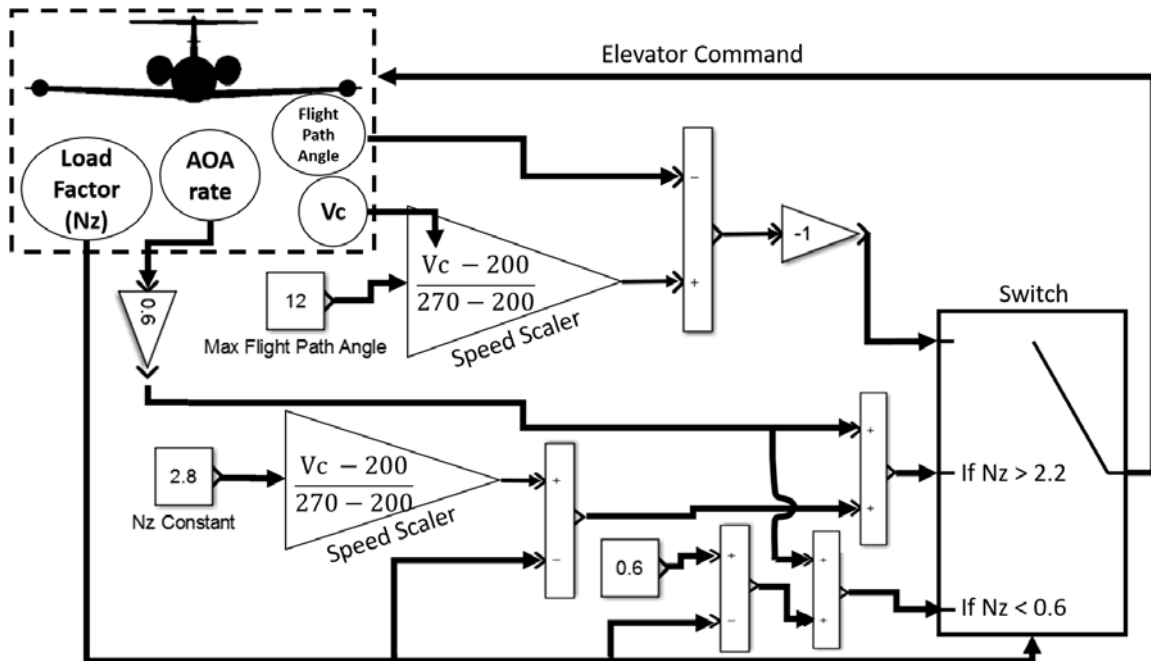 Elevator Command
Flight
Path
Angle
Load
Factor
(Nz)
AOA
rate
Vc
−
+
-1
Vc − 200
270 − 200
Speed Scaler
12
Max Flight Path Angle
0.6
Switch
+
+
If Nz > 2.2
2.8
Nz Constant
Vc − 200
270 − 200
Speed Scaler
+
−
0.6
+
−
+
+
If Nz < 0.6